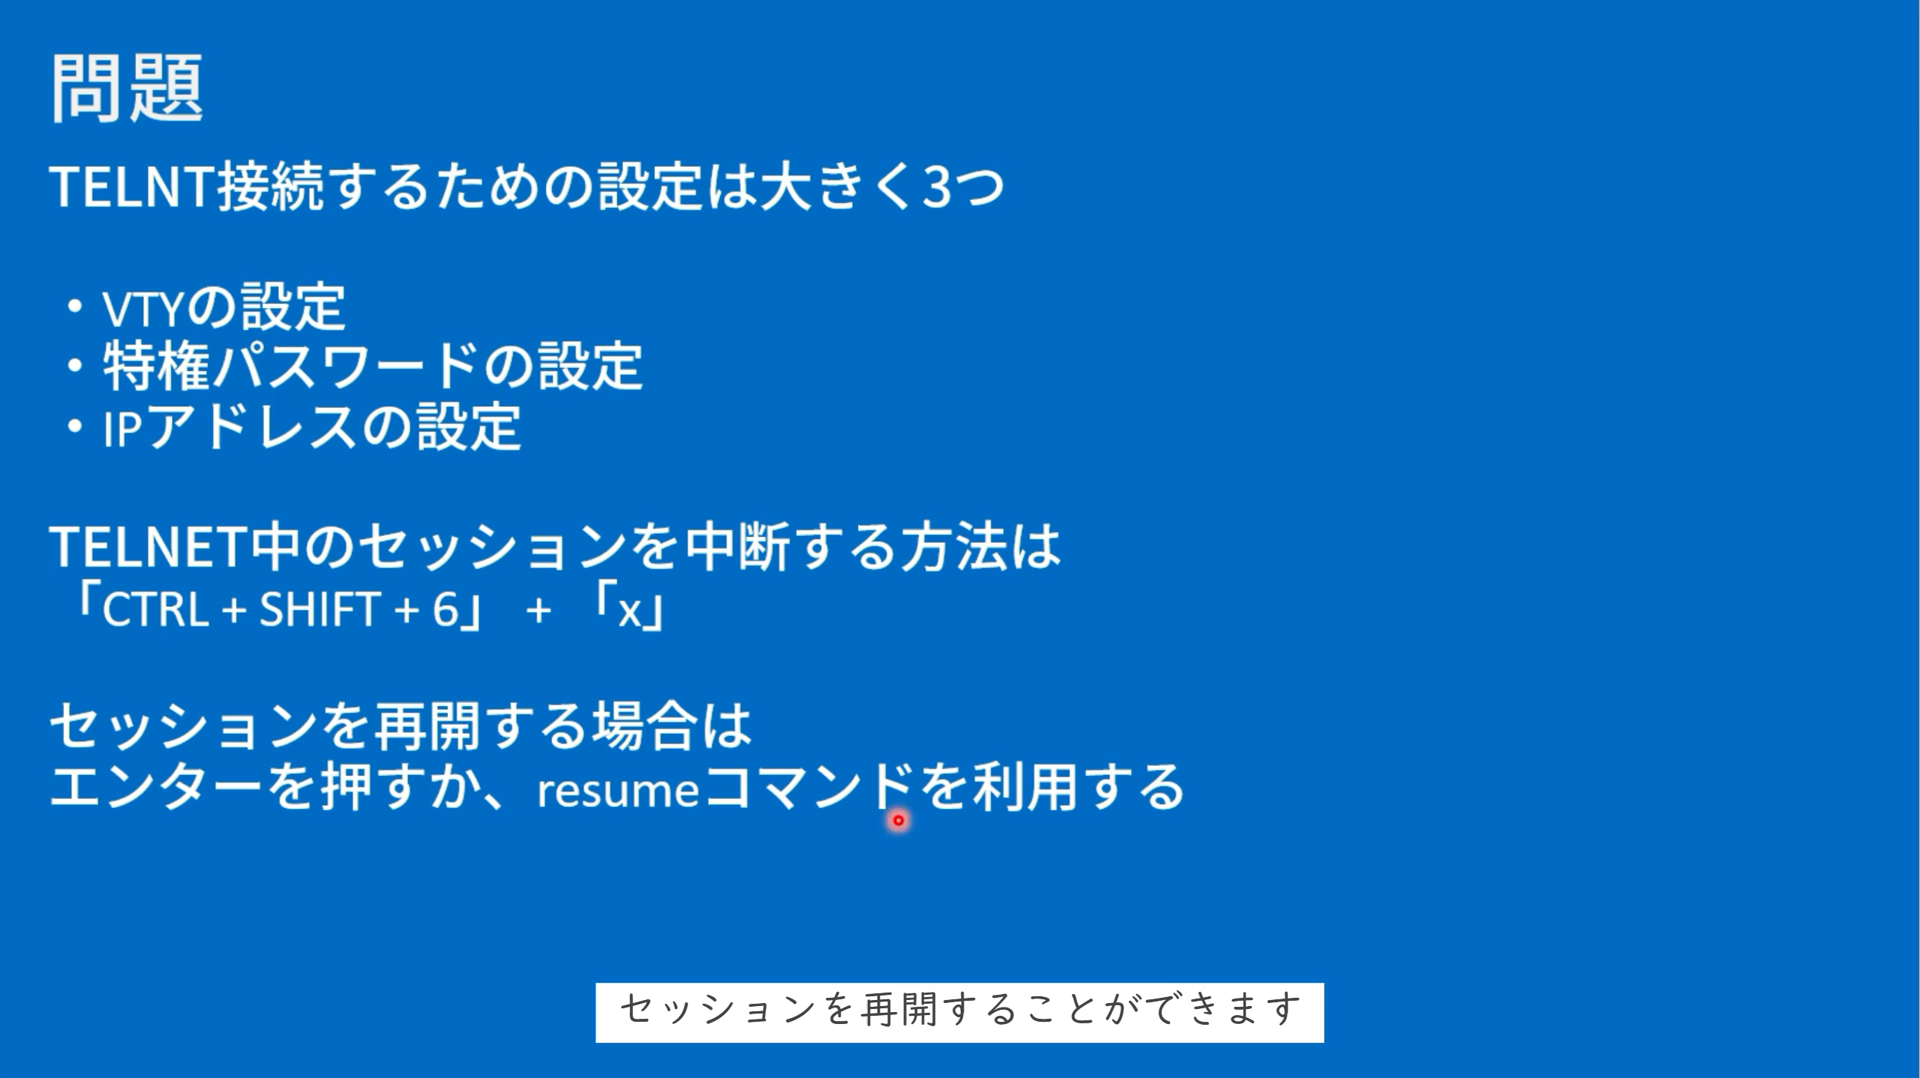 問題
TELNT接続するための設定は大きく3つ
・VTYの設定
・特権パスワードの設定
・IPアドレスの設定
TELNET中のセッションを中断する方法は
「CTRL + SHIFT + 6」 + 「x」
セッションを再開する場合は
エンターを押すか、resumeコマンドを利用する
セッションを再開することができます